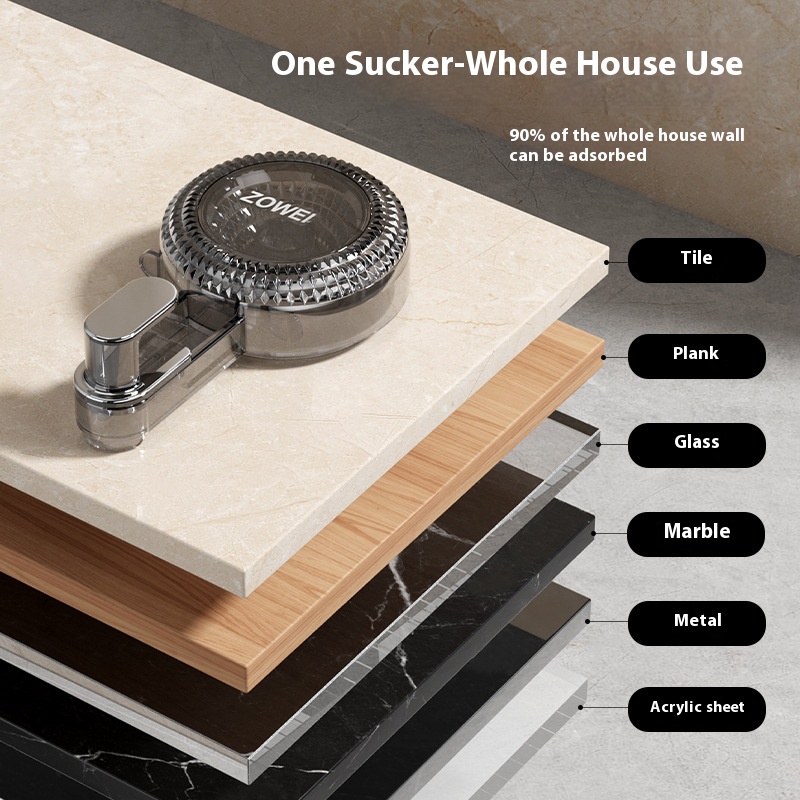 One Sucker-Whole House Use
90% of the whole house wall
can be adsorbed
ZOWEI
Tile
Plank
Glass
Marble
Metal
Acrylic sheet